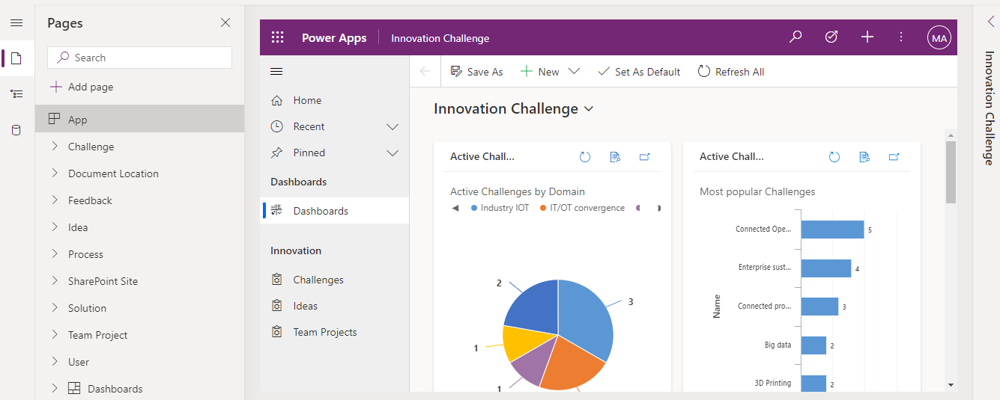 Pages
Search
Add page
App
Challenge
Document Location
Feedback
Idea
Process
SharePoint Site
Solution
Team Project
User
Dashboards
Power Apps
Innovation Challenge
MA
Home
Recent
Pinned
Dashboards
Dashboards
Innovation
Challenges
Ideas
Team Projects
Save As
New
Set As Default
Refresh All
Innovation Challenge
Active Chall...
Active Challenges by Domain
Industry IOT
IT/OT convergence
2
3
1
1
Active Chall...
Most popular Challenges
Name
Connected Ope...
5
Enterprise sust...
4
Connected pro...
3
Big data
2
3D Printing
2
Innovation Challenge